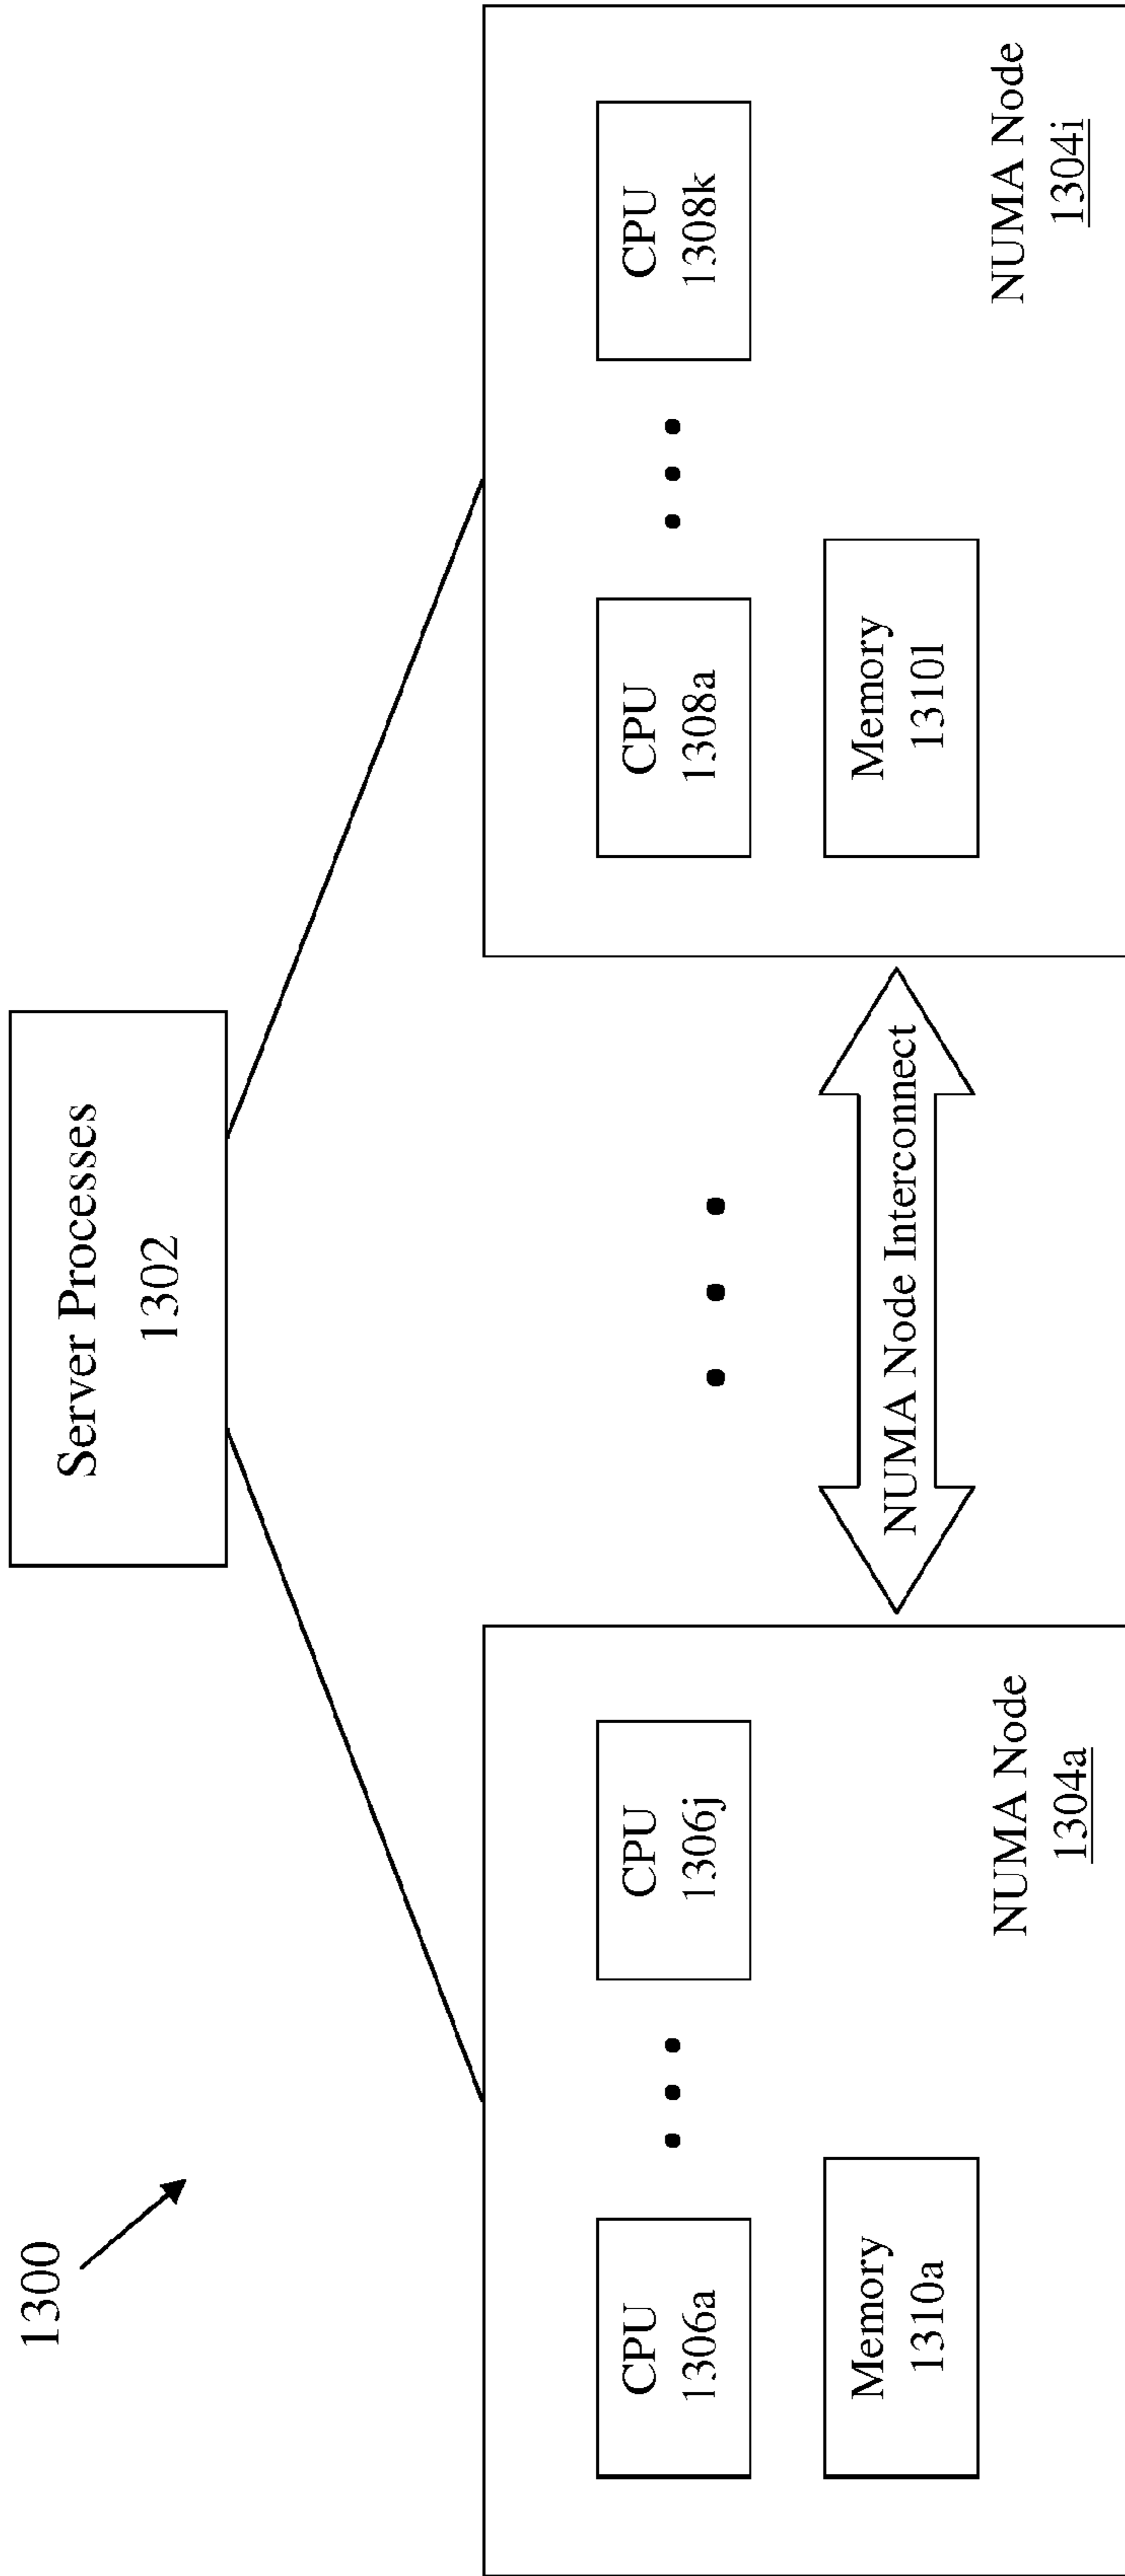 1300
Server Processes
1302
CPU
1306a
CPU
1306j
Memory
1310a
NUMA Node
1304a
NUMA Node Interconnect
CPU
1308a
CPU
1308k
Memory
1310l
NUMA Node
1304i